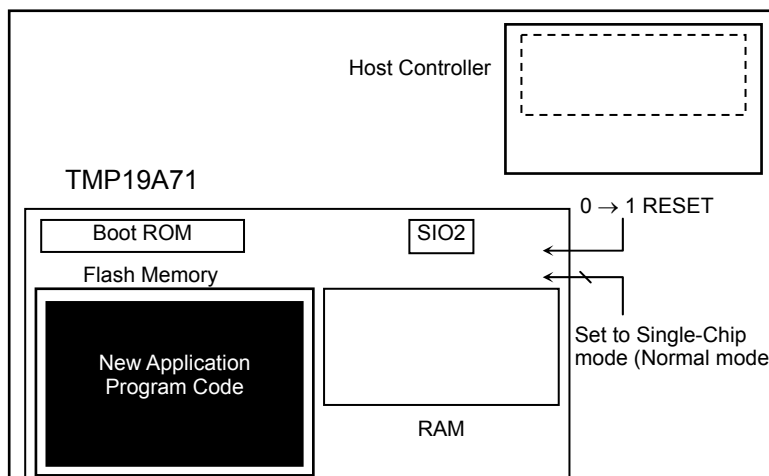 Host Controller
TMP19A71
0 → 1 RESET
Boot ROM
SIO2
Flash Memory
Set to Single-Chip
mode (Normal mode
New Application
Program Code
RAM